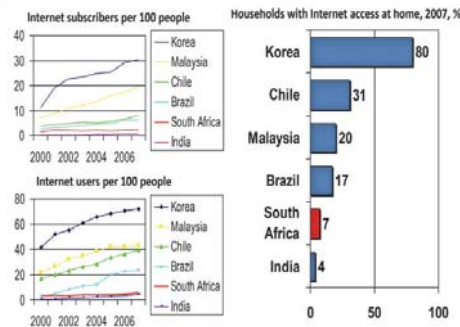 Internet subscribers per 100 people
40
30
20
10
0
2000 2002 2004 2006
Korea
Malaysia
Chile
Brazil
South Africa
India
Internet users per 100 people
80
60
40
20
0
2000 2002 2004 2006
Korea
Malaysia
Chile
Brazil
South Africa
India
Households with Internet access at home, 2007, %
Korea 80
Chile 31
Malaysia 20
Brazil 17
South
Africa 7
India 4
0 50 100